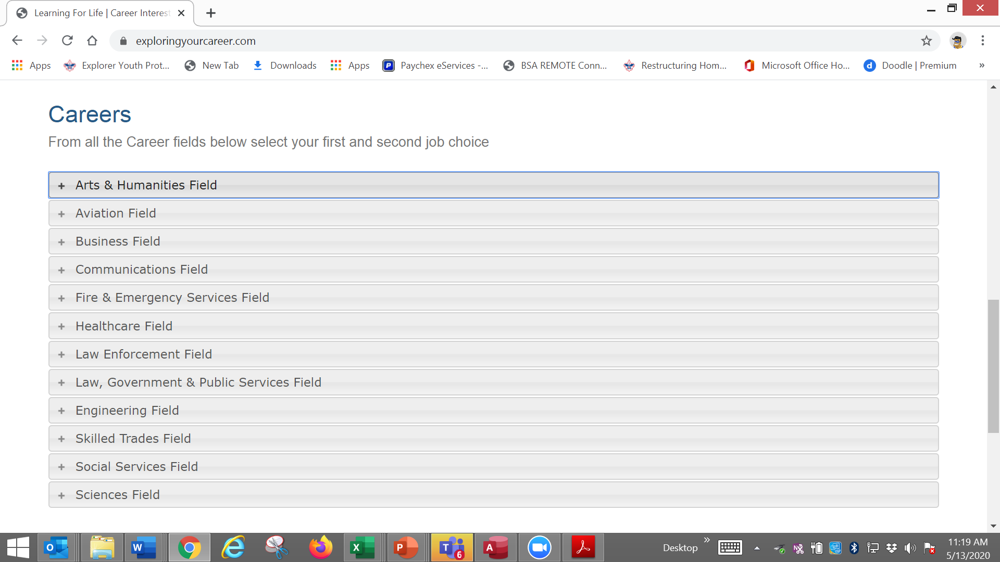 Learning For Life | Career Interest
exploringyourcareer.com
Apps
Explorer Youth Prot...
New Tab
Downloads
Apps
Paychex eServices -...
BSA REMOTE Conn...
Restructuring Hom...
Microsoft Office Ho...
Doodle | Premium
Careers
From all the Career fields below select your first and second job choice
+ Arts & Humanities Field
+ Aviation Field
+ Business Field
+ Communications Field
+ Fire & Emergency Services Field
+ Healthcare Field
+ Law Enforcement Field
+ Law, Government & Public Services Field
+ Engineering Field
+ Skilled Trades Field
+ Social Services Field
+ Sciences Field
Desktop
6
11:19 AM
5/13/2020